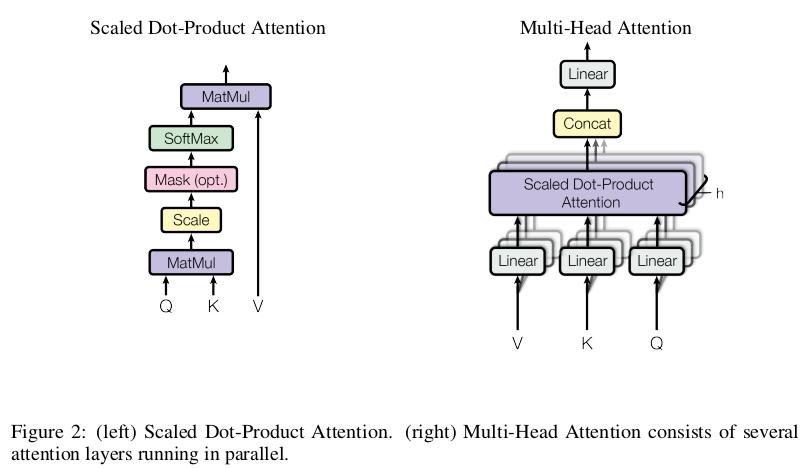 Scaled Dot-Product Attention
MatMul
SoftMax
Mask (opt.)
Scale
MatMul
Q K V
Multi-Head Attention
Linear
Concat
Scaled Dot-Product
Attention
h
Linear Linear Linear
V K Q
Figure 2: (left) Scaled Dot-Product Attention. (right) Multi-Head Attention consists of several
attention layers running in parallel.